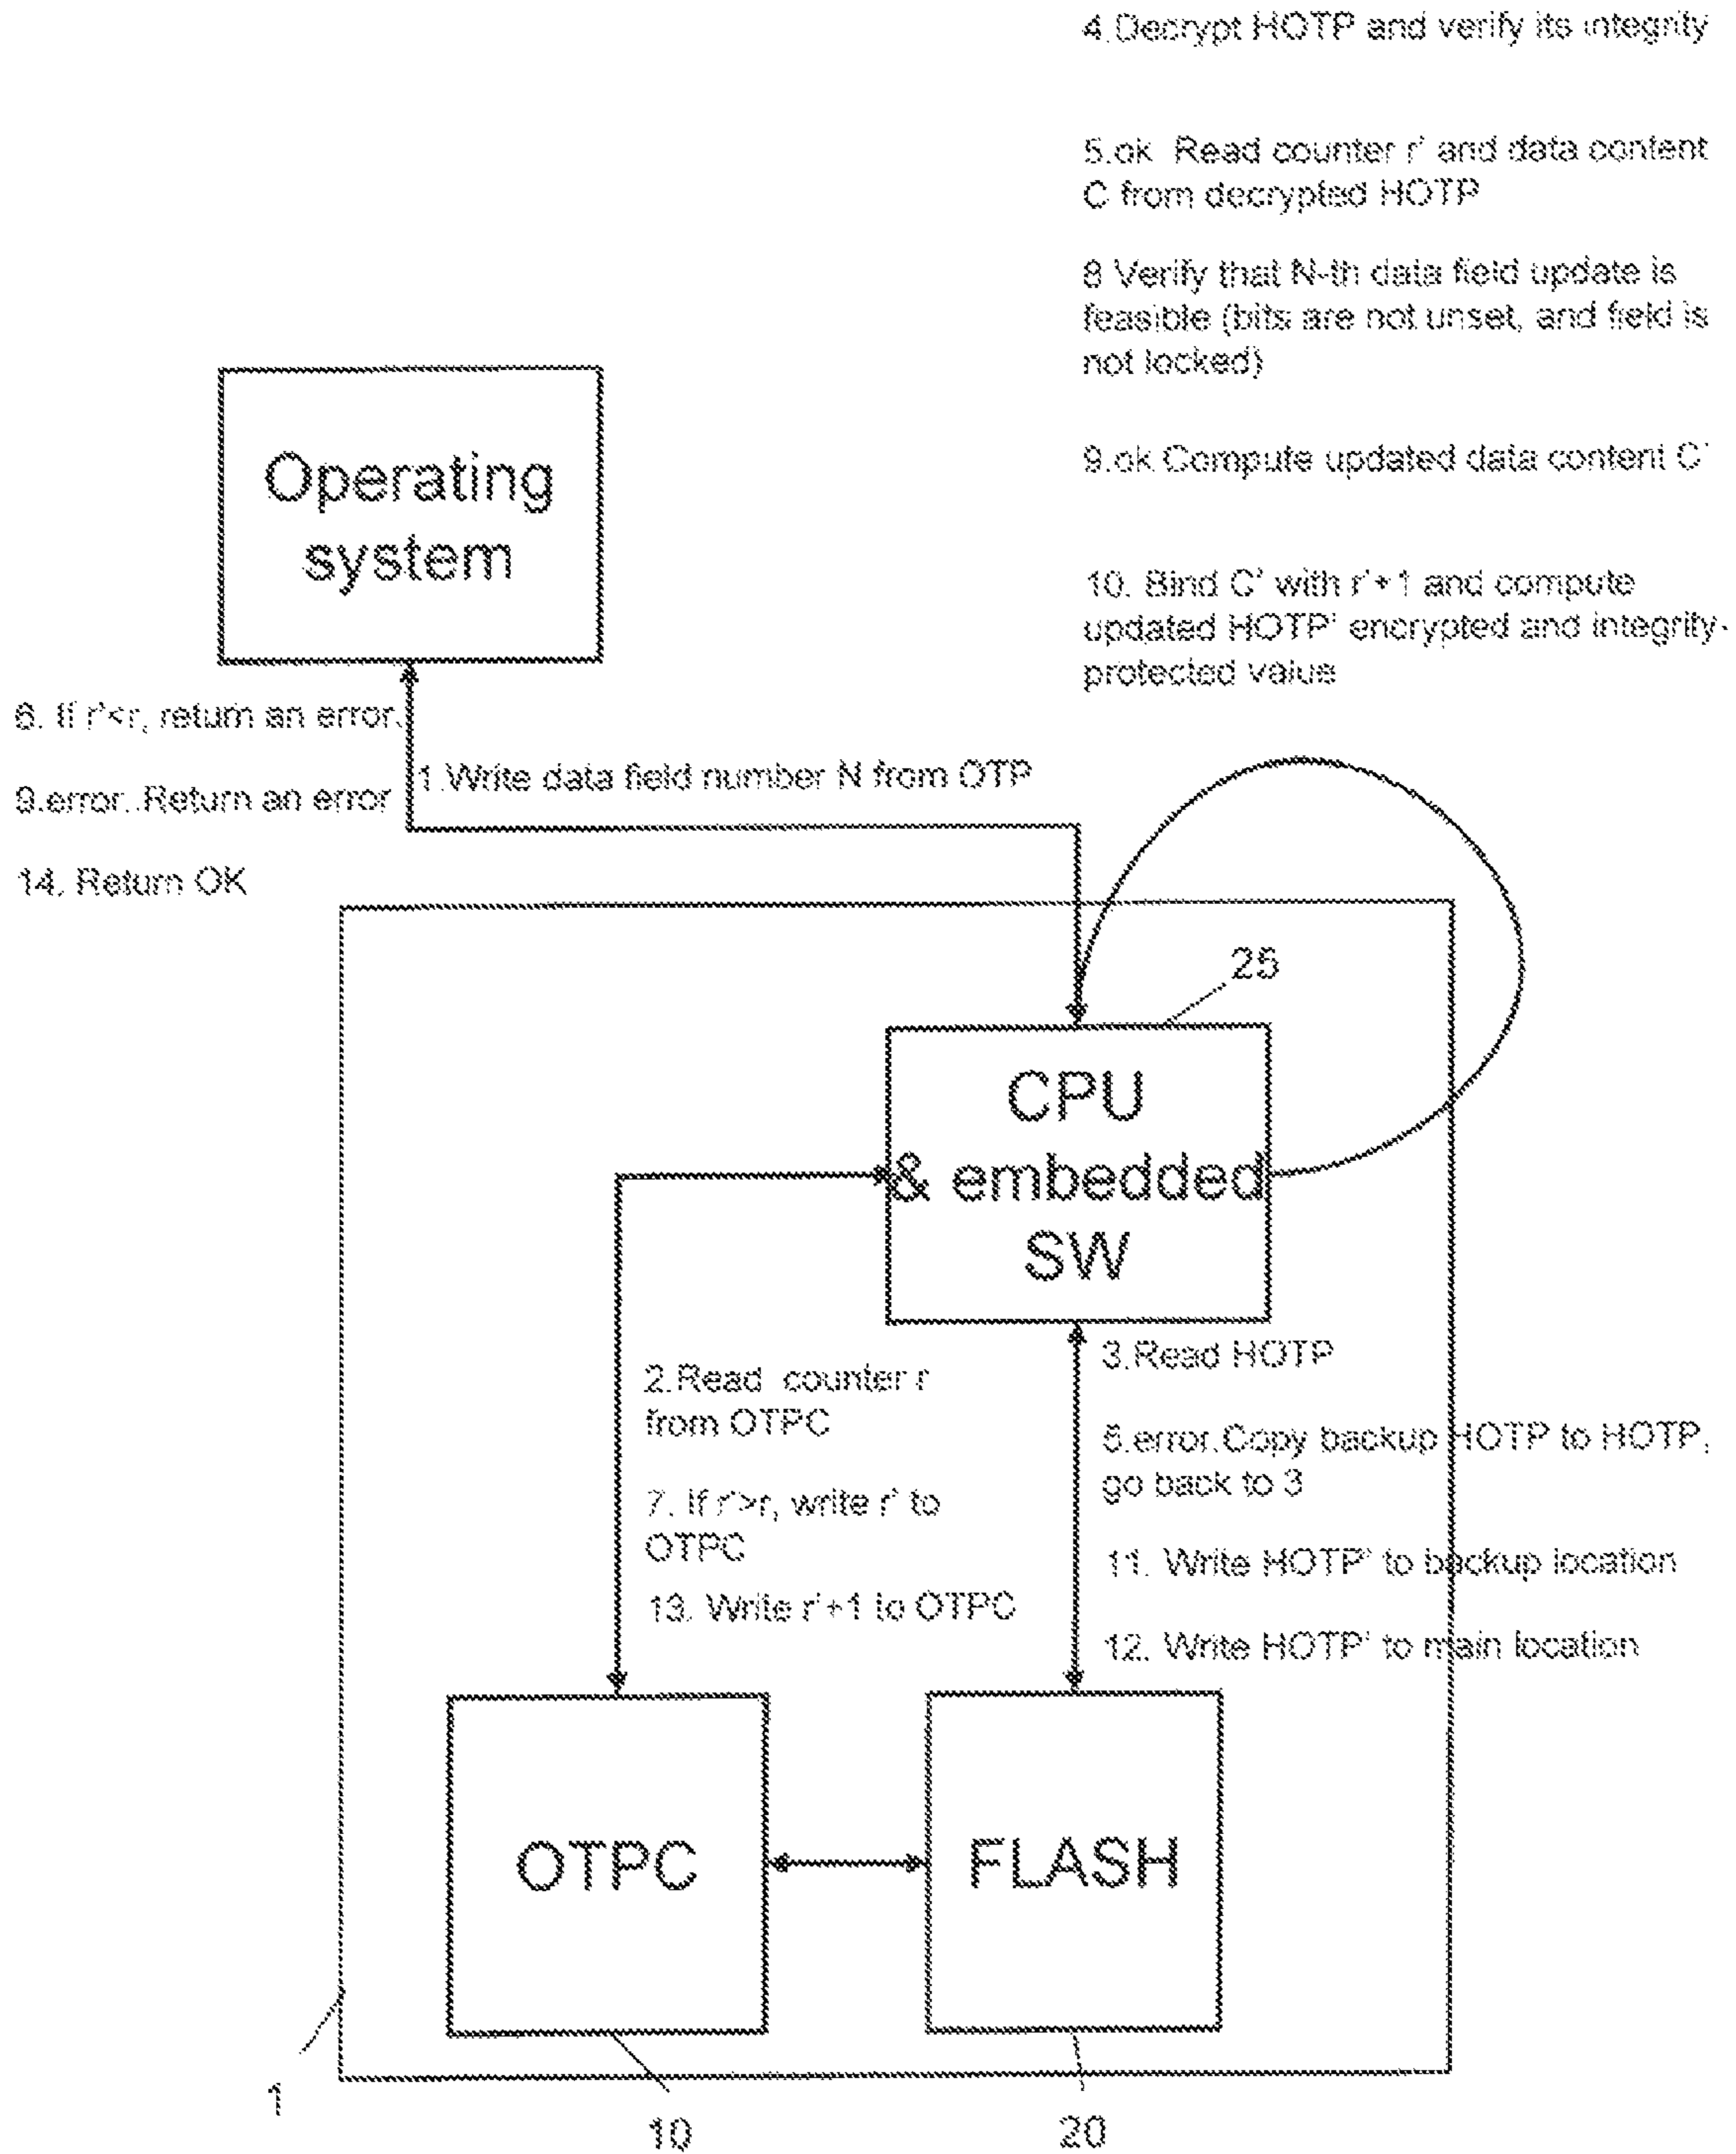 4.Decrypt HOTP and verify its integrity
5.ok Read counter r' and data content
C from decrypted HOTP
8 Verify that N-th data field update is
feasible (bits are not unset, and field is
not locked)
9.ok Compute updated data content C'
10. Bind C' with r'+1 and compute
updated HOTP' encrypted and integrity-
protected value
Operating
system
6. If r'<r, return an error.
9.error..Return an error
14. Return OK
1.Write data field number N from OTP
25
CPU
& embedded
SW
2.Read counter r
from OTPC
7. If r'>r, write r' to
OTPC
13. Write r'+1 to OTPC
3.Read HOTP
5.error.Copy backup HOTP to HOTP,
go back to 3
11. Write HOTP' to backup location
12. Write HOTP' to main location
OTPC
FLASH
1
10
20